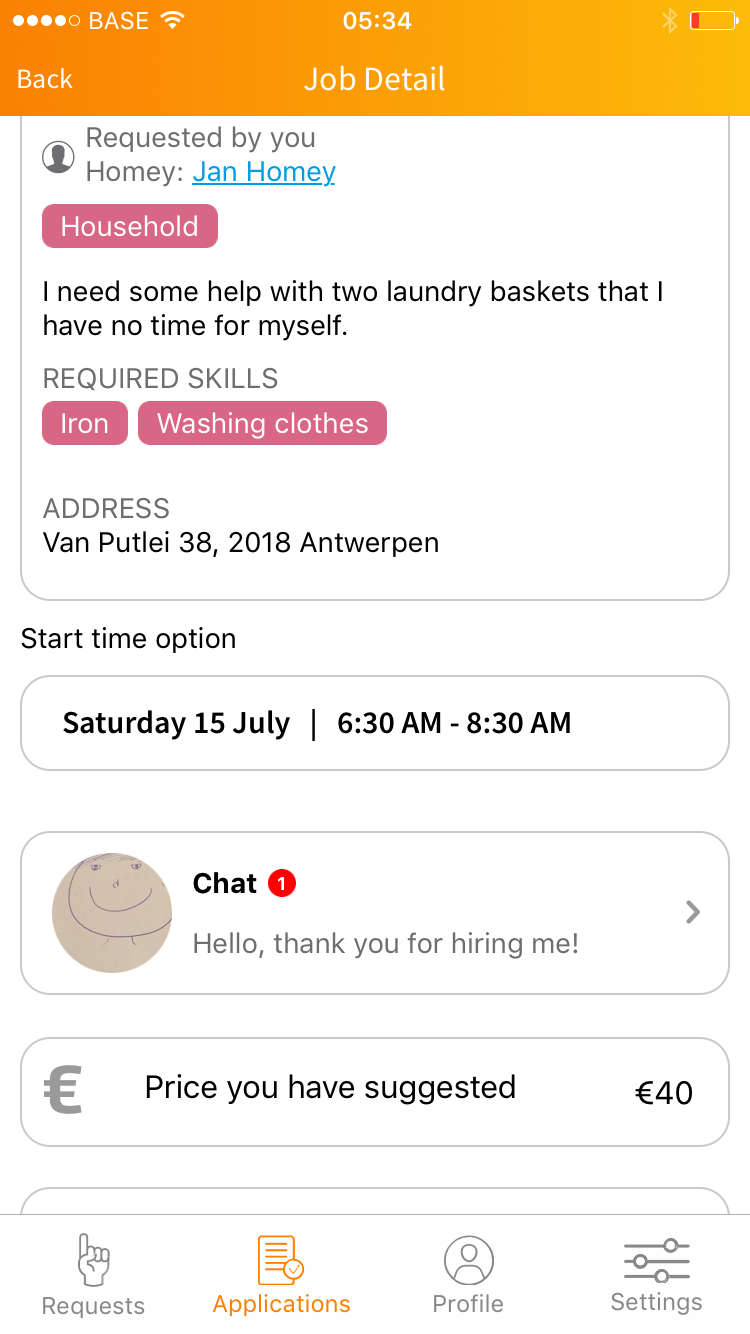 BASE 05:34
Back Job Detail
Requested by you
Homey: Jan Homey
Household
I need some help with two laundry baskets that I
have no time for myself.
REQUIRED SKILLS
Iron Washing clothes
ADDRESS
Van Putlei 38, 2018 Antwerpen
Start time option
Saturday 15 July | 6:30 AM - 8:30 AM
Chat 1
Hello, thank you for hiring me!
€ Price you have suggested €40
Requests Applications Profile Settings